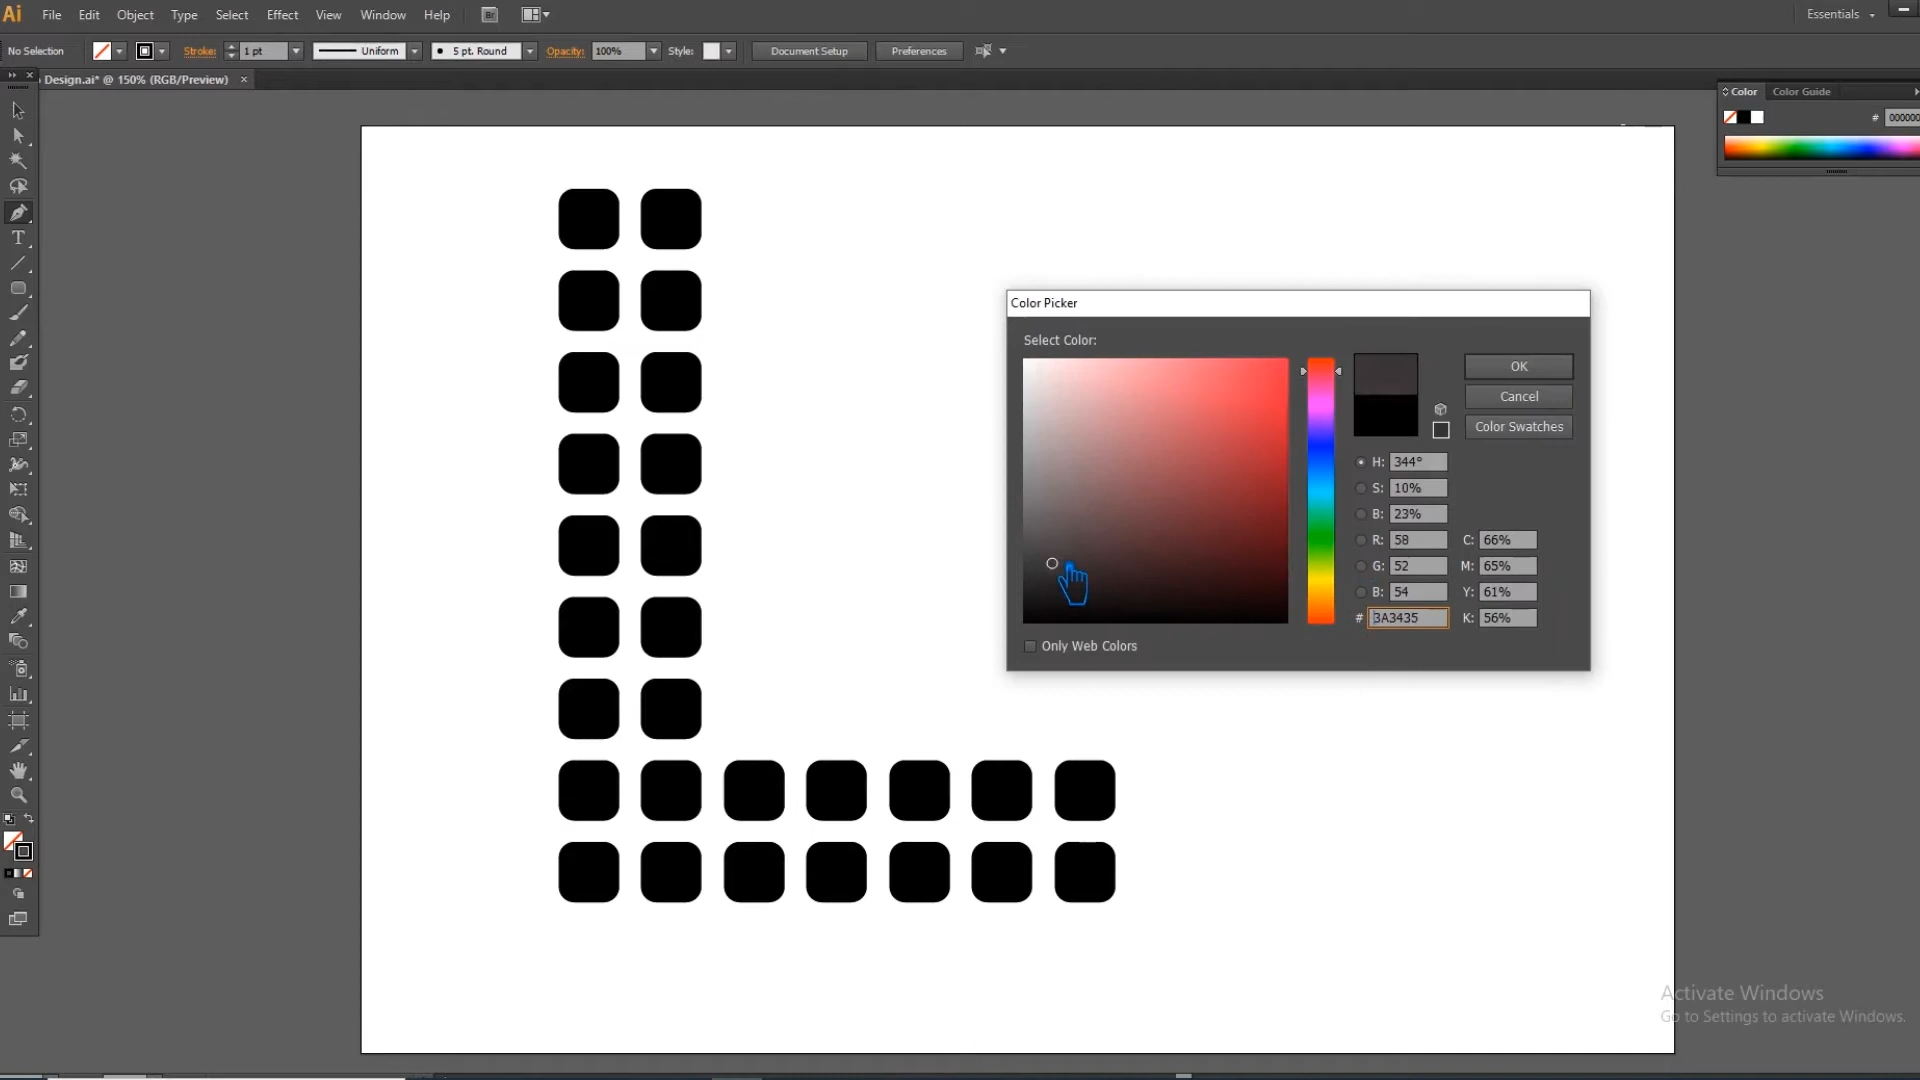 Ai File Edit Object Type Select Effect View Window Help Br Essentials
No Selection Stroke: 1 pt Uniform 5 pt. Round Opacity: 100% Style: Document Setup Preferences
Design.ai* @ 150% (RGB/Preview) ×
Color Color Guide
# 000000
Color Picker
Select Color:
OK
Cancel
Color Swatches
H: 344°
S: 10%
B: 23%
R: 58 C: 66%
G: 52 M: 65%
B: 54 Y: 61%
# 3A3435 K: 56%
Only Web Colors
Activate Windows
Go to Settings to activate Windows.